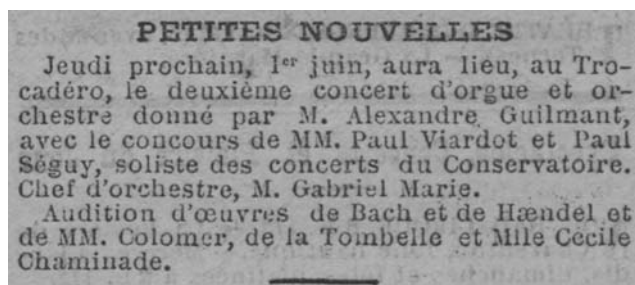 PETITES NOUVELLES
Jeudi prochain, 1er juin, aura lieu, au Tro-
cadéro, le deuxième concert d'orgue et or-
chestre donné par M. Alexandre Guilmant,
avec le concours de MM. Paul Viardot et Paul
Séguy, soliste des concerts du Conservatoire.
Chef d'orchestre, M. Gabriel Marie.
Audition d'œuvres de Bach et de Hændel et
de MM. Colomer, de la Tombelle et Mlle Cécile
Chaminade.